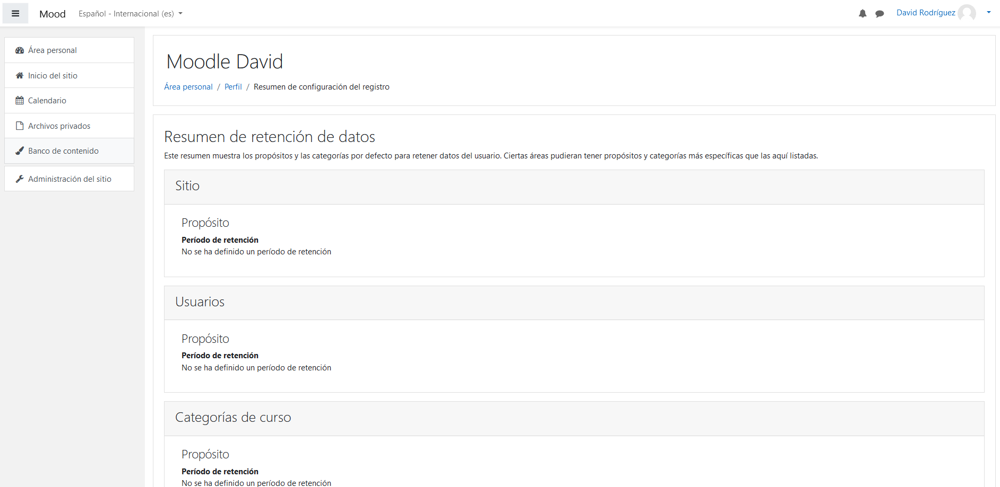 Mood
Español - Internacional (es)
David Rodríguez
Área personal
Inicio del sitio
Calendario
Archivos privados
Banco de contenido
Administración del sitio
Moodle David
Área personal / Perfil / Resumen de configuración del registro
Resumen de retención de datos
Este resumen muestra los propósitos y las categorías por defecto para retener datos del usuario. Ciertas áreas pudieran tener propósitos y categorías más específicas que las aquí listadas.
Sitio
Propósito
Período de retención
No se ha definido un período de retención
Usuarios
Propósito
Período de retención
No se ha definido un período de retención
Categorías de curso
Propósito
Período de retención
No se ha definido un período de retención